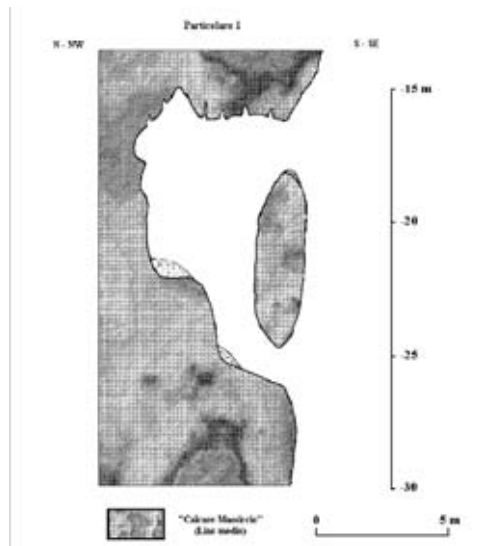 Particolare 1
N - NW
S - SE
-15 m
-20
-25
-30
"Calcare Massiccio"
(Lias medio)
0
5 m